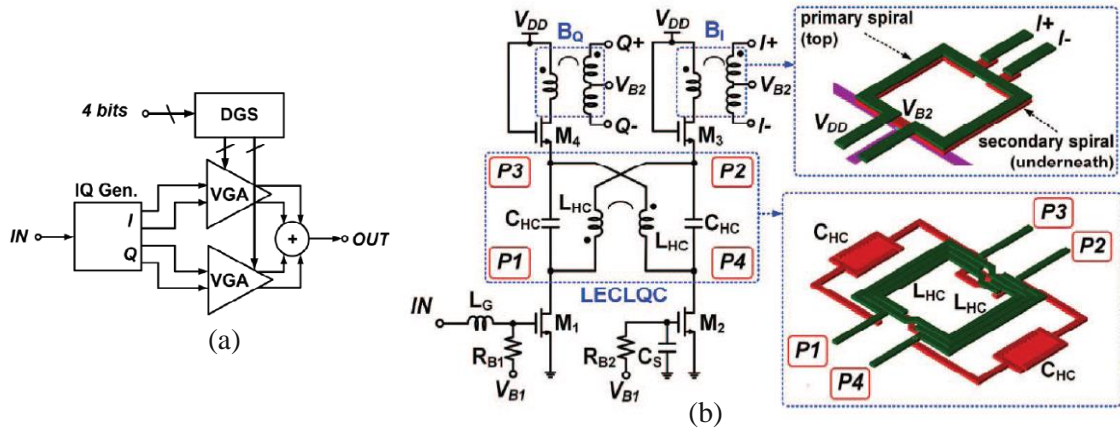 4 bits
DGS
IQ Gen.
VGA
I
IN
+
OUT
Q
VGA
(a)
VDD
VDD
BQ
BI
Q+
I+
VB2
VB2
Q-
I-
M4
M3
P3
P2
LHC
CHC
CHC
LHC
P1
P4
LECLQC
IN
LG
M1
M2
RB1
RB2
CS
VB1
VB1
(b)
primary spiral
(top)
I+
I-
VB2
VDD
secondary spiral
(underneath)
P3
CHC
P2
LHC
LHC
P1
CHC
P4